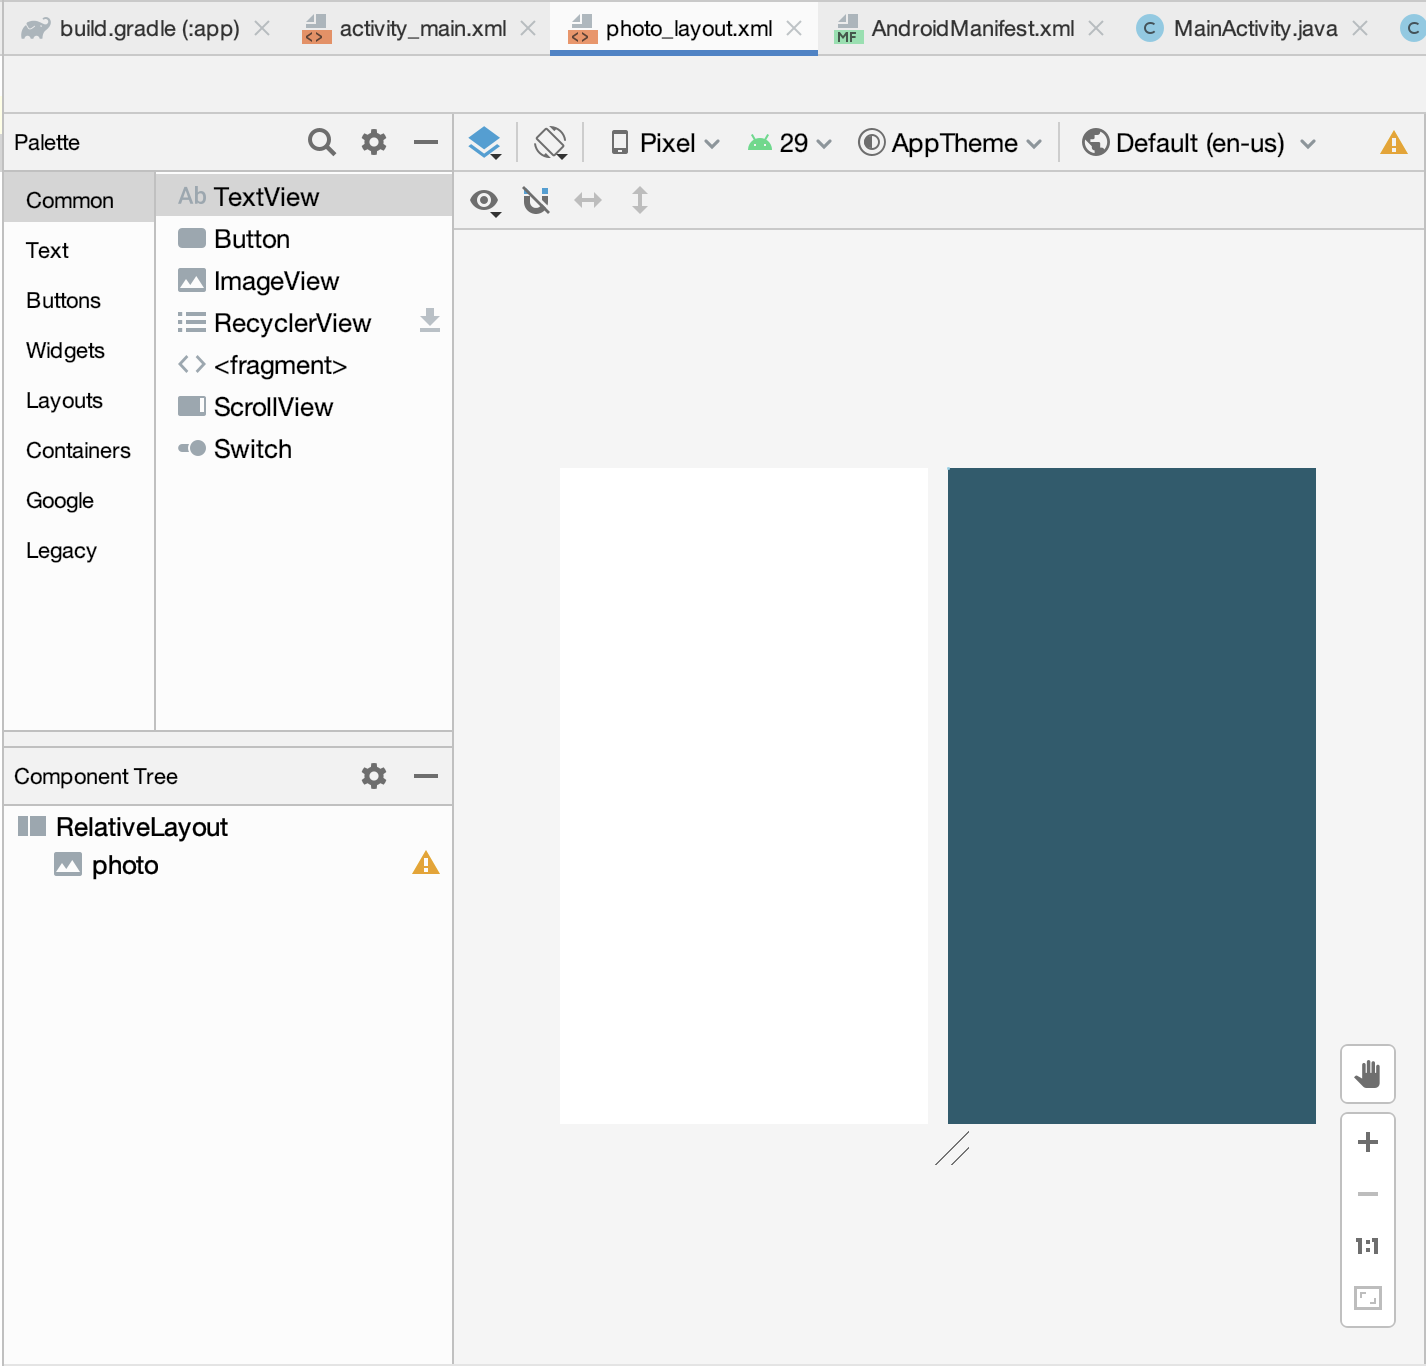 build.gradle (:app)
activity_main.xml
photo_layout.xml
AndroidManifest.xml
MainActivity.java
C
MF
C
Palette
Pixel
29
AppTheme
Default (en-us)
Common
Text
Buttons
Widgets
Layouts
Containers
Google
Legacy
Ab TextView
Button
ImageView
RecyclerView
<fragment>
ScrollView
Switch
Component Tree
RelativeLayout
photo
1:1